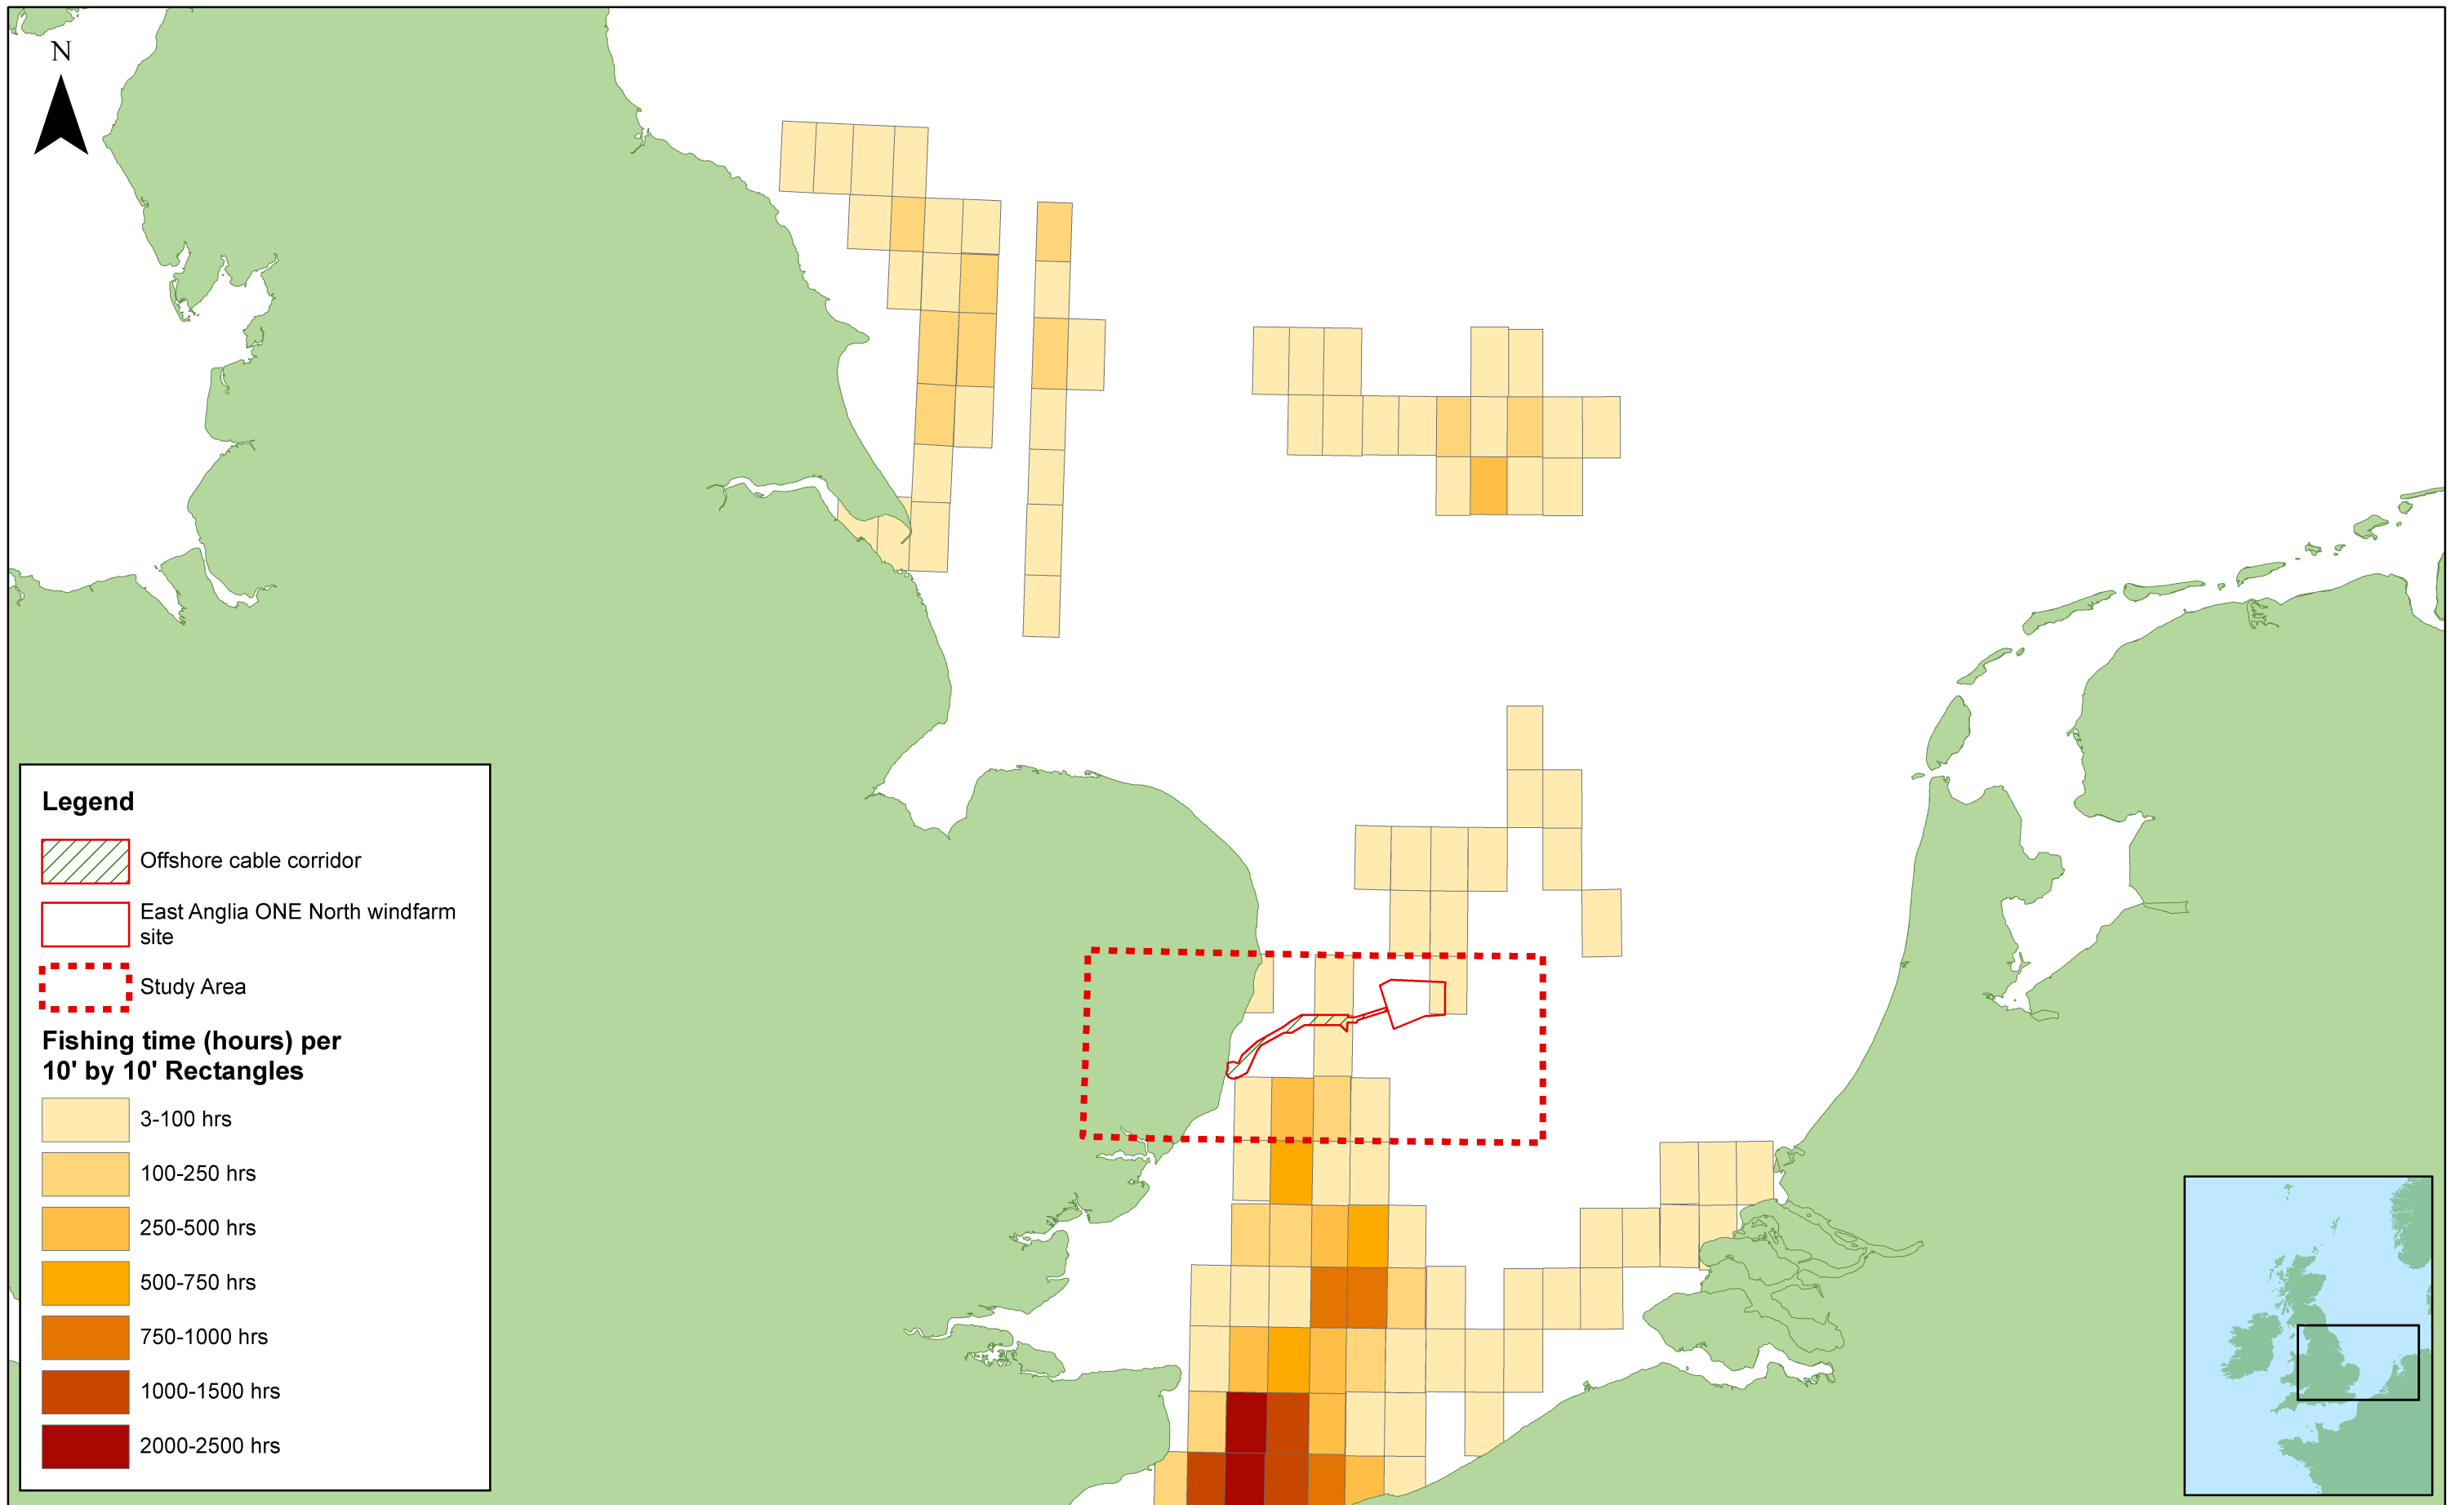 N
Legend
Offshore cable corridor
East Anglia ONE North windfarm
site
Study Area
Fishing time (hours) per
10' by 10' Rectangles
3-100 hrs
100-250 hrs
250-500 hrs
500-750 hrs
750-1000 hrs
1000-1500 hrs
2000-2500 hrs